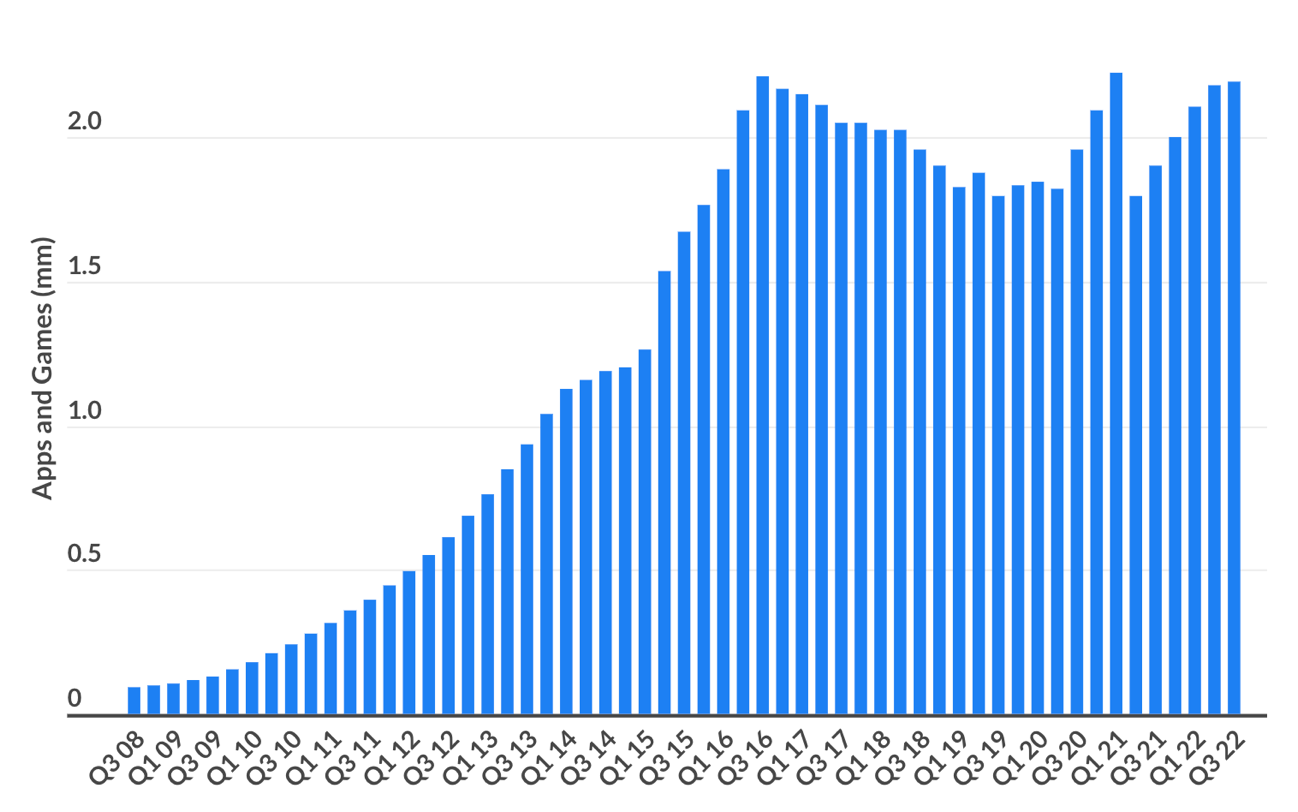 2.0
1.5
1.0
0.5
0
Apps and Games (mm)
Q3 08
Q1 09
Q3 09
Q1 10
Q3 10
Q1 11
Q3 11
Q1 12
Q3 12
Q1 13
Q3 13
Q1 14
Q3 14
Q1 15
Q3 15
Q1 16
Q3 16
Q1 17
Q3 17
Q1 18
Q3 18
Q1 19
Q3 19
Q1 20
Q3 20
Q1 21
Q3 21
Q1 22
Q3 22